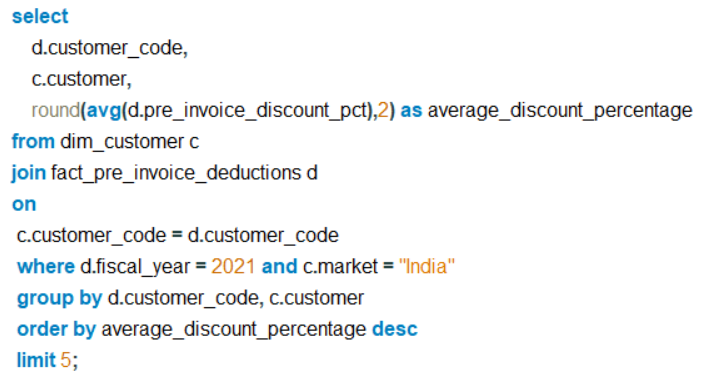 select
d.customer_code,
c.customer,
round(avg(d.pre_invoice_discount_pct),2) as average_discount_percentage
from dim_customer c
join fact_pre_invoice_deductions d
on
c.customer_code = d.customer_code
where d.fiscal_year = 2021 and c.market = "India"
group by d.customer_code, c.customer
order by average_discount_percentage desc
limit 5;